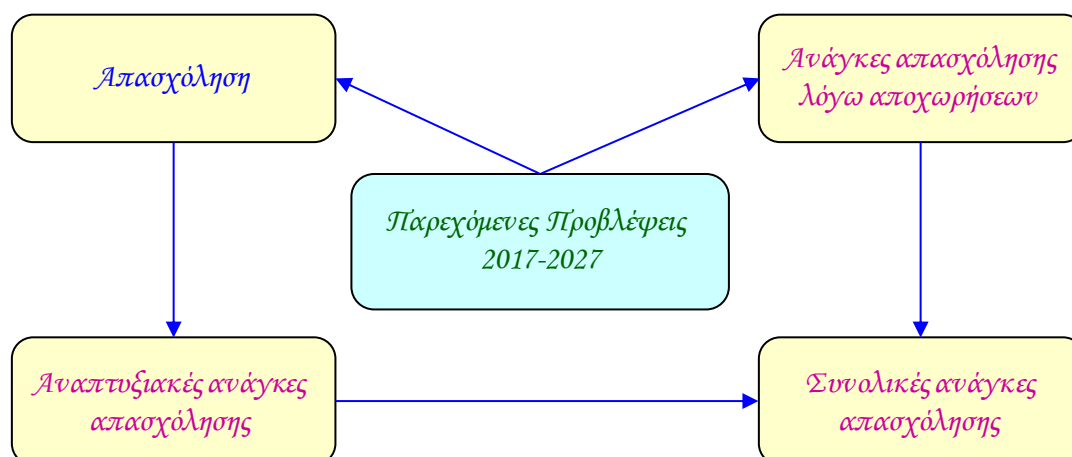 Απασχόληση
Ανάγκες απασχόλησης
λόγω αποχωρήσεων
Παρεχόμενες Προβλέψεις
2017-2027
Αναπτυξιακές ανάγκες
απασχόλησης
Συνολικές ανάγκες
απασχόλησης